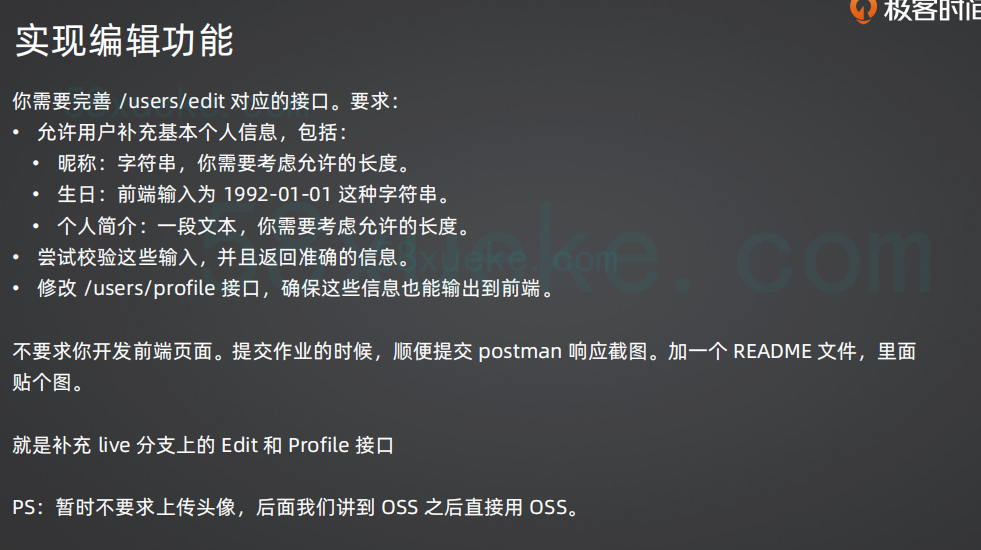 极客时间
实现编辑功能
你需要完善 /users/edit 对应的接口。要求：
• 允许用户补充基本个人信息，包括：
• 昵称：字符串，你需要考虑允许的长度。
• 生日：前端输入为 1992-01-01 这种字符串。
• 个人简介：一段文本，你需要考虑允许的长度。
• 尝试校验这些输入，并且返回准确的信息。
• 修改 /users/profile 接口，确保这些信息也能输出到前端。
不要求你开发前端页面。提交作业的时候，顺便提交 postman 响应截图。加一个 README 文件，里面
贴个图。
就是补充 live 分支上的 Edit 和 Profile 接口
PS：暂时不要求上传头像，后面我们讲到 OSS 之后直接用 OSS。